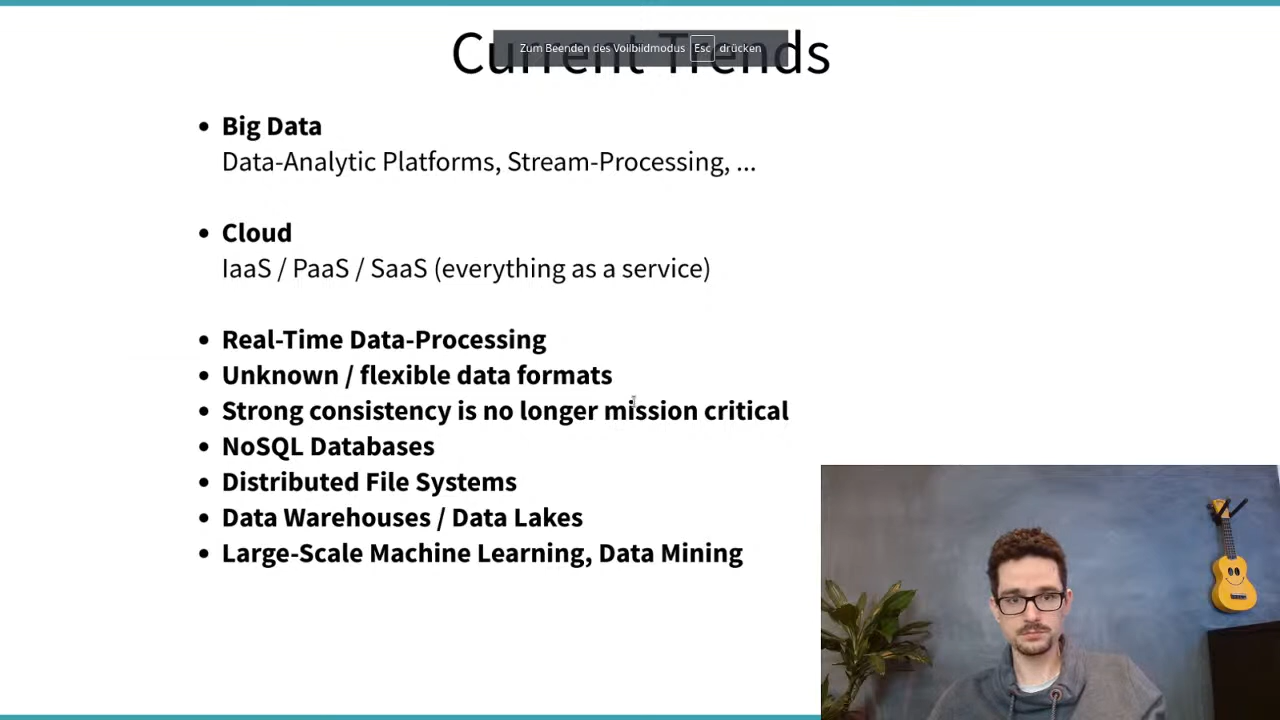 Current Trends
Zum Beenden des Vollbildmodus Esc drücken
• Big Data
Data-Analytic Platforms, Stream-Processing, ...
• Cloud
IaaS / PaaS / SaaS (everything as a service)
• Real-Time Data-Processing
• Unknown / flexible data formats
• Strong consistency is no longer mission critical
• NoSQL Databases
• Distributed File Systems
• Data Warehouses / Data Lakes
• Large-Scale Machine Learning, Data Mining